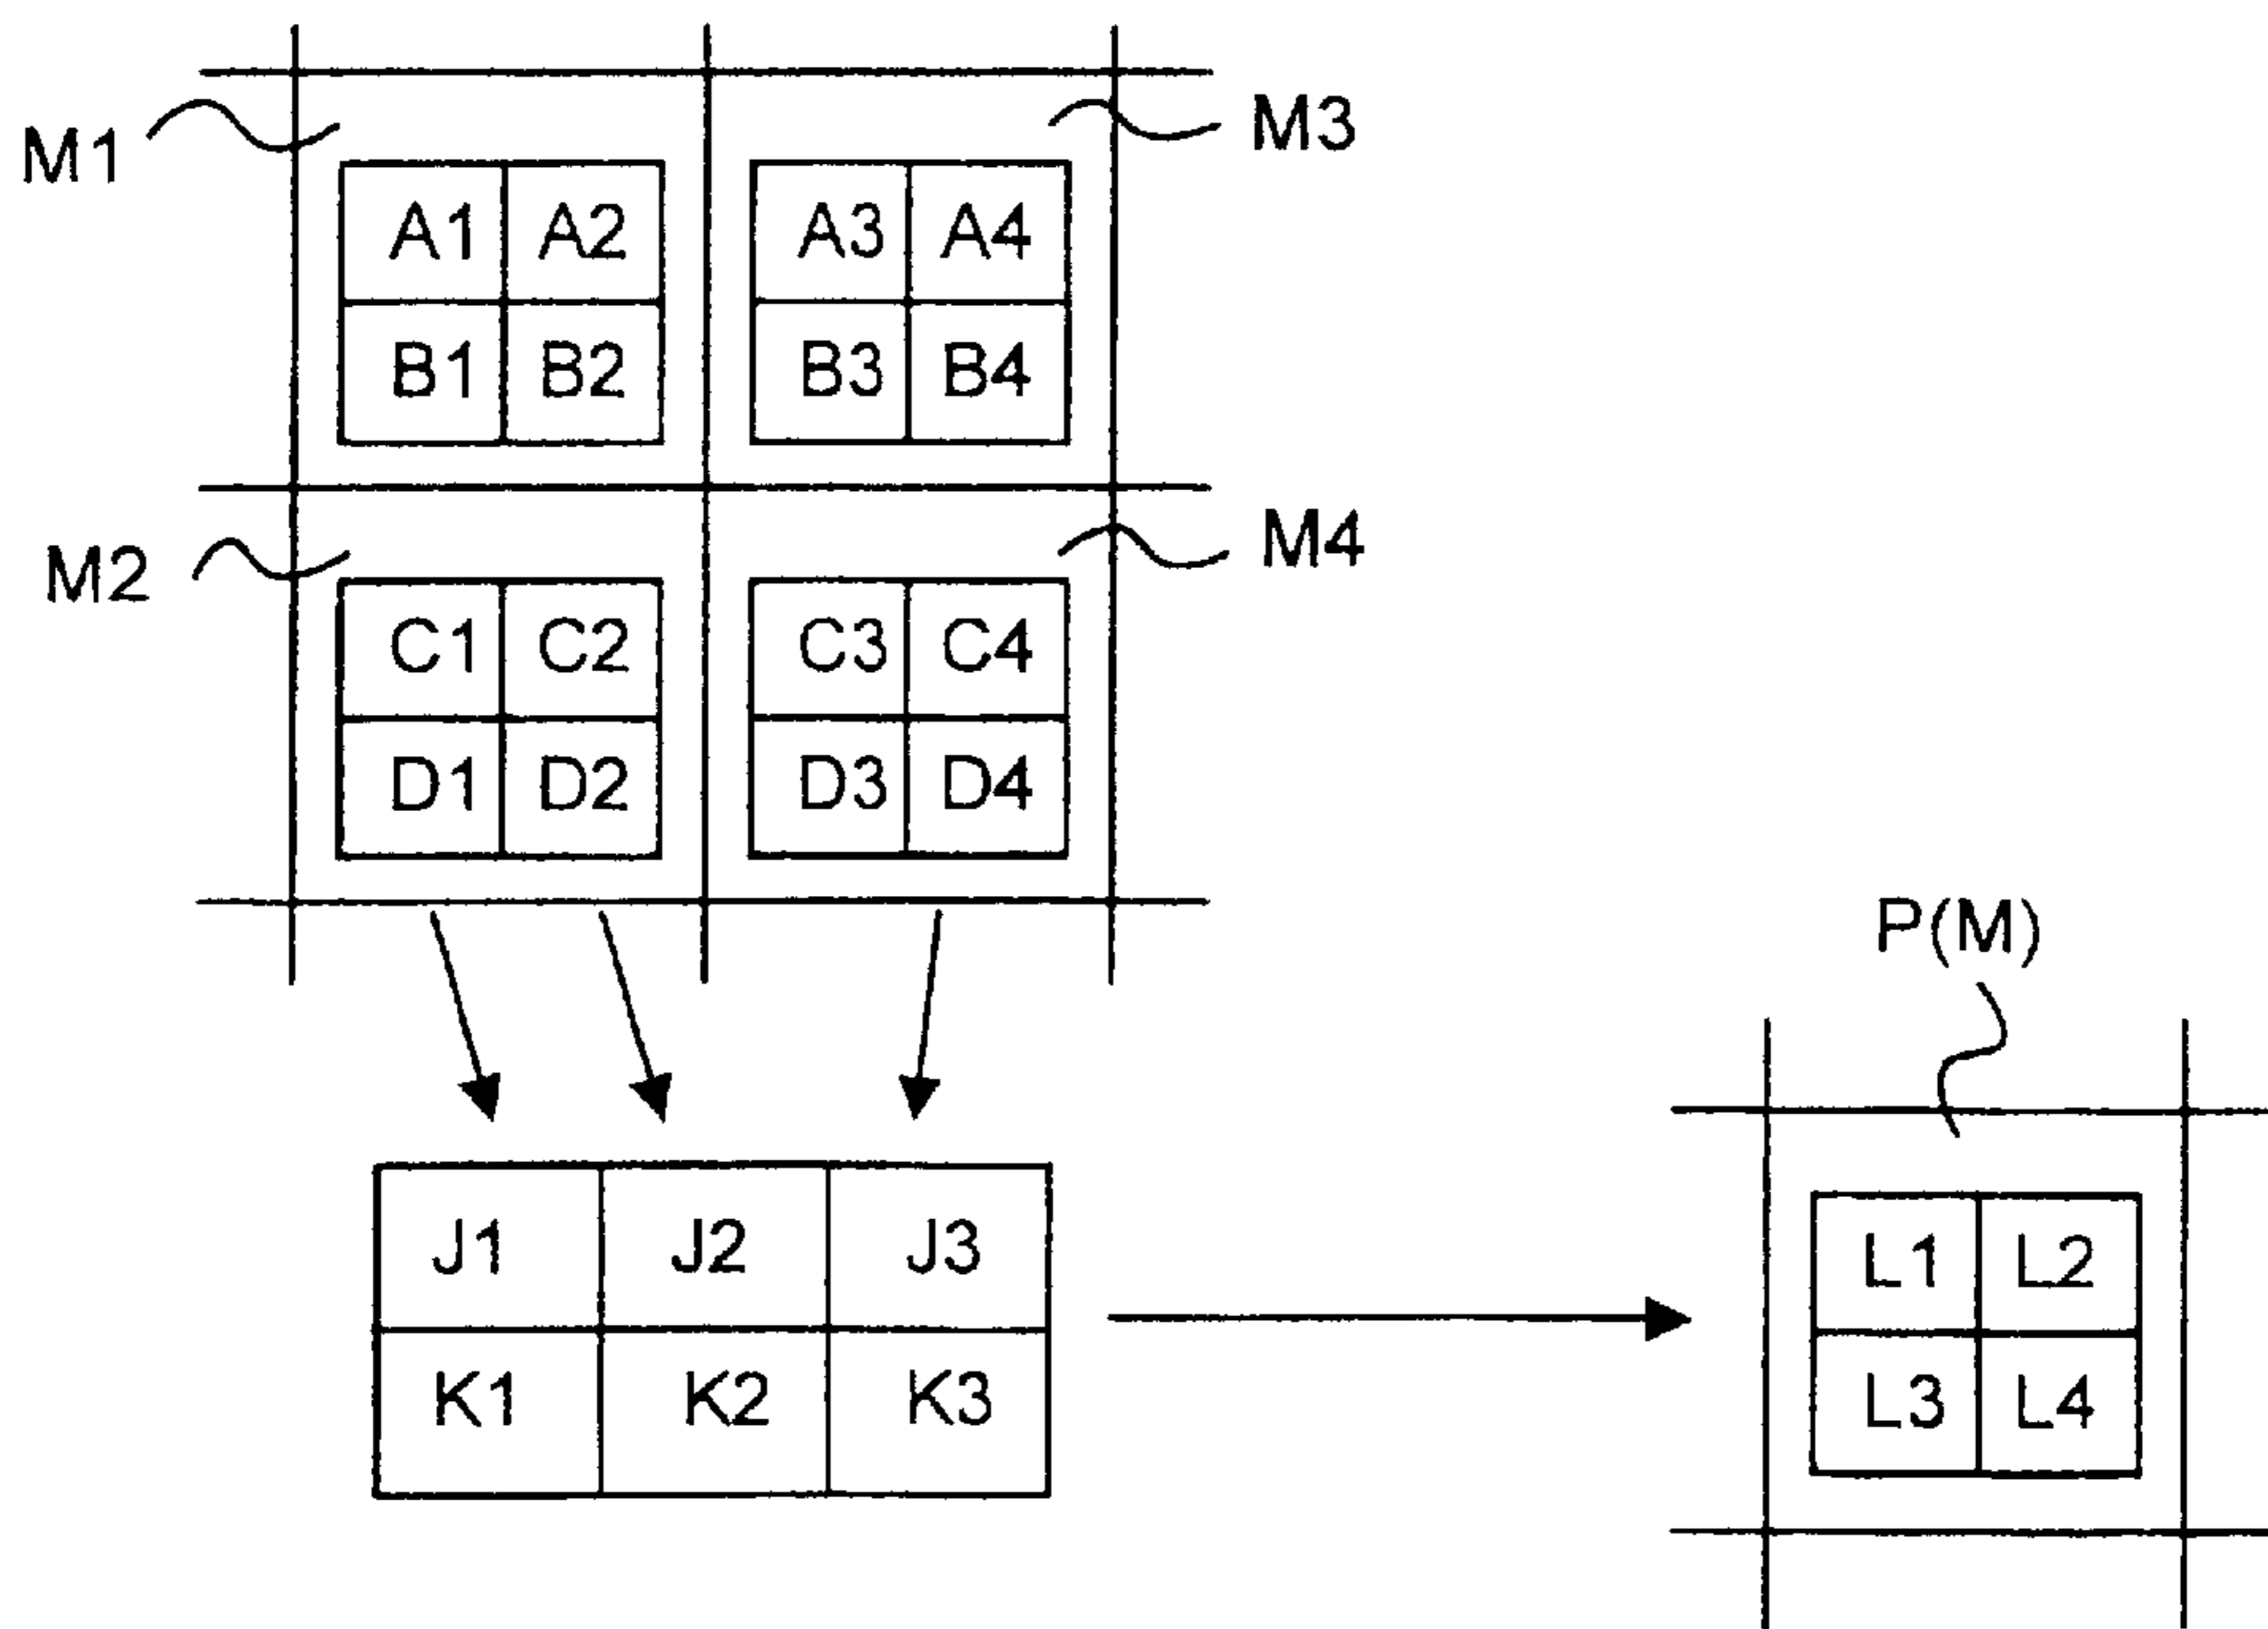 M1 M3
A1 A2 A3 A4
B1 B2 B3 B4
M2 M4
C1 C2 C3 C4
D1 D2 D3 D4
P(M)
J1 J2 J3
L1 L2
K1 K2 K3
L3 L4